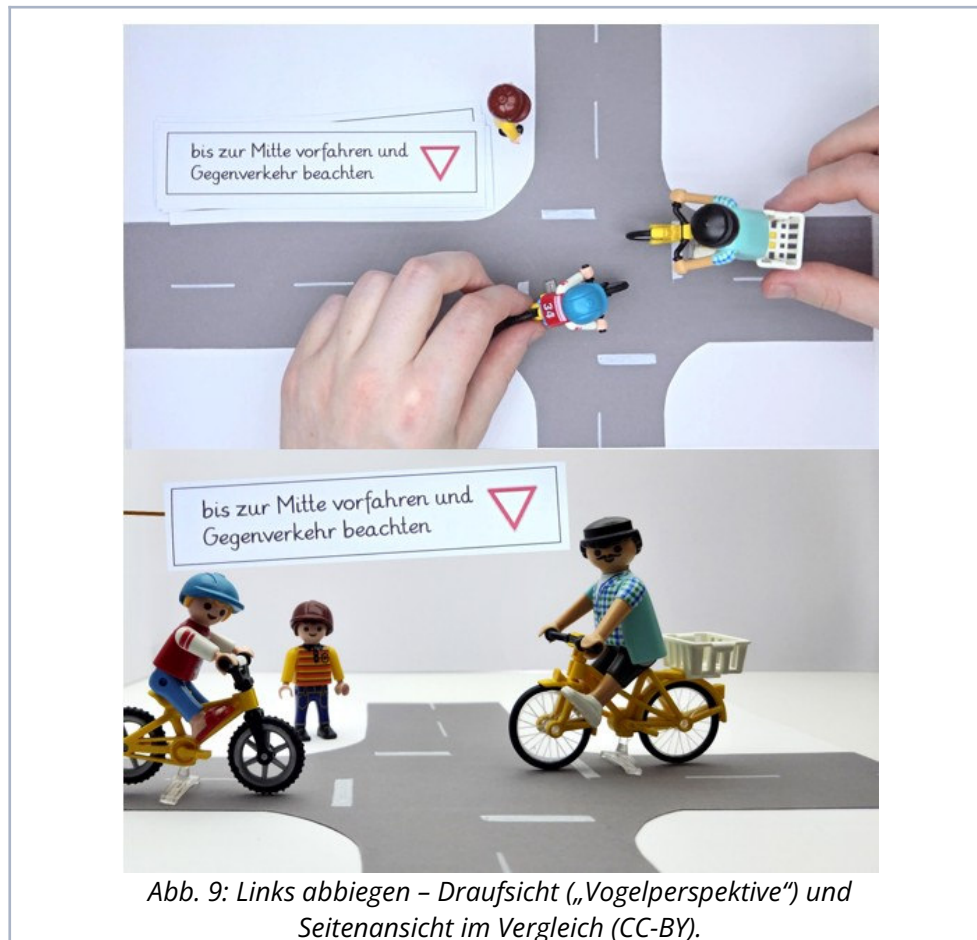 bis zur Mitte vorfahren und
Gegenverkehr beachten
34
bis zur Mitte vorfahren und
Gegenverkehr beachten
Abb. 9: Links abbiegen – Draufsicht („Vogelperspektive“) und
Seitenansicht im Vergleich (CC-BY).